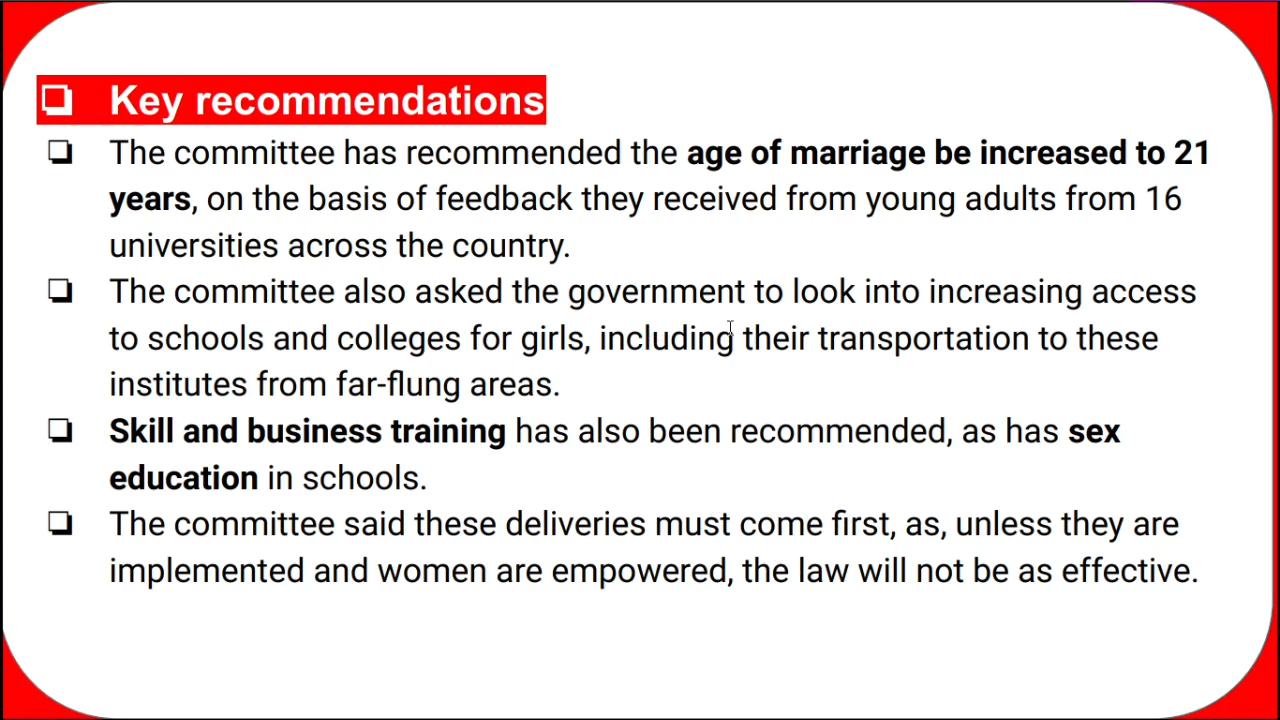 ❏ Key recommendations
❏ The committee has recommended the age of marriage be increased to 21
years, on the basis of feedback they received from young adults from 16
universities across the country.
❏ The committee also asked the government to look into increasing access
to schools and colleges for girls, including their transportation to these
institutes from far-flung areas.
❏ Skill and business training has also been recommended, as has sex
education in schools.
❏ The committee said these deliveries must come first, as, unless they are
implemented and women are empowered, the law will not be as effective.